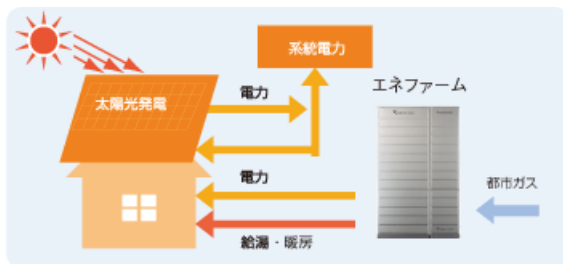 系統電力
エネファーム
太陽光発電
電力
電力
都市ガス
給湯・暖房